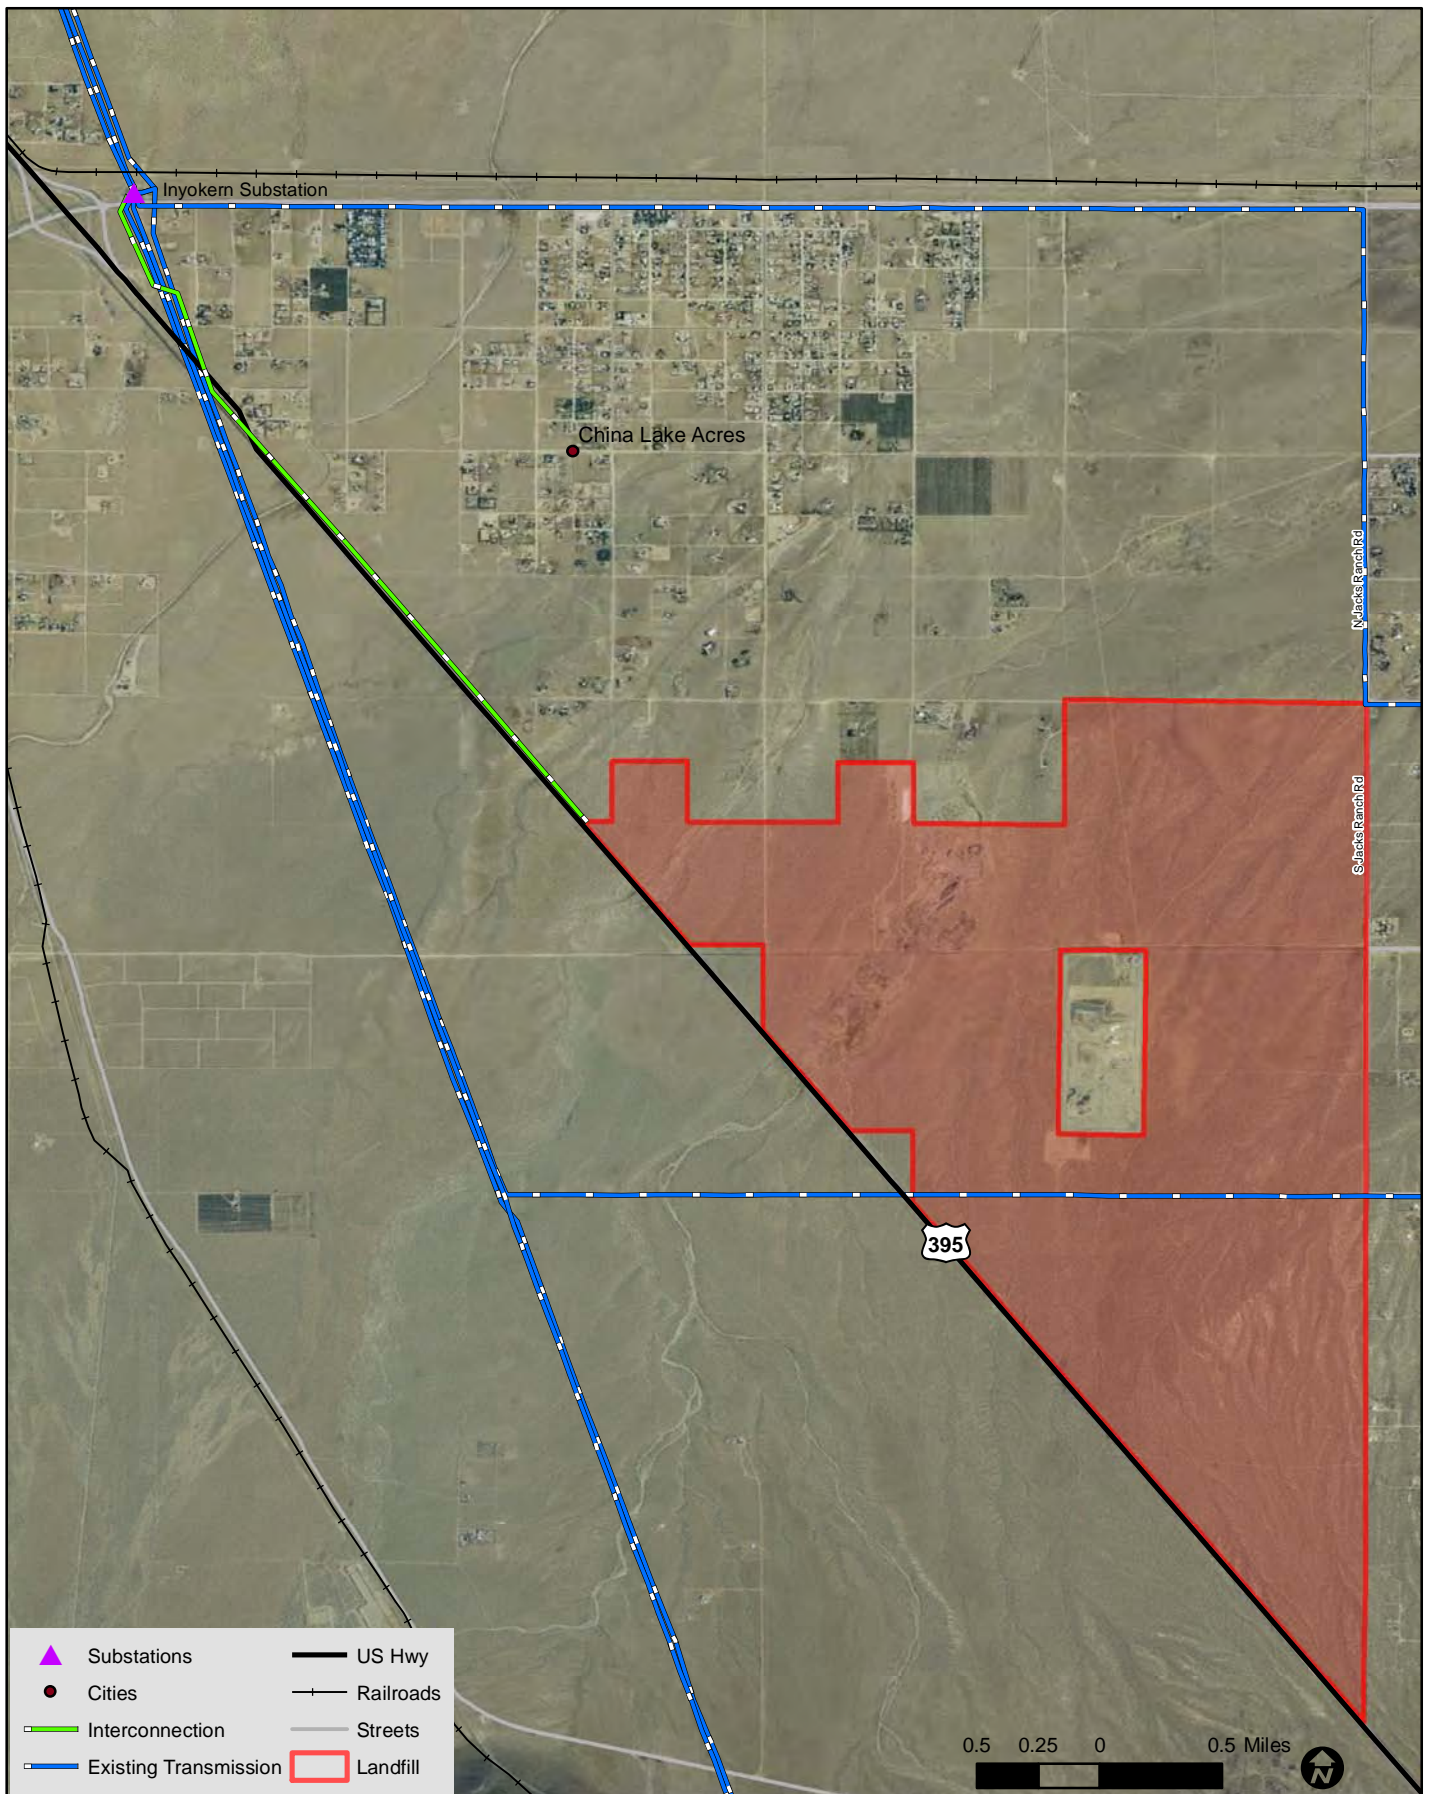 Inyokern Substation
China Lake Acres
N Jacks Ranch Rd
S Jacks Ranch Rd
395
Substations
Cities
Interconnection
Existing Transmission
US Hwy
Railroads
Streets
Landfill
0.5 0.25 0 0.5 Miles
N